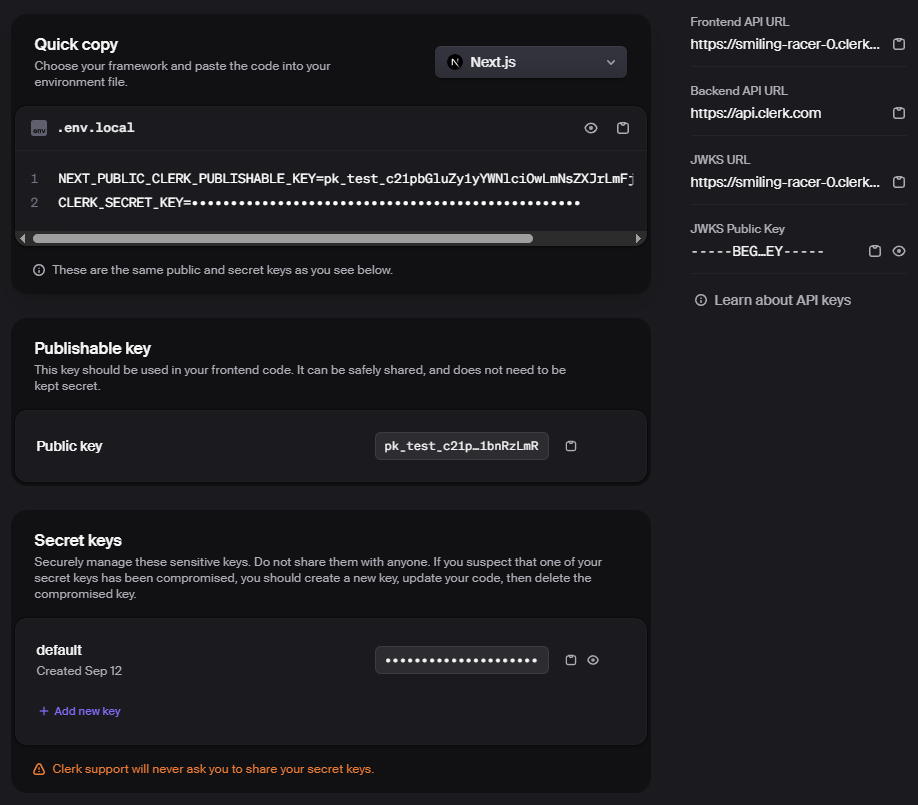 Quick copy
Choose your framework and paste the code into your
environment file.
N Next.js
env .env.local
1 NEXT_PUBLIC_CLERK_PUBLISHABLE_KEY=pk_test_c21pbGluZy1yYWNlciOwLmNsZXJrLmFj
2 CLERK_SECRET_KEY=••••••••••••••••••••••••••••••••••••••••••••••••••
These are the same public and secret keys as you see below.
Publishable key
This key should be used in your frontend code. It can be safely shared, and does not need to be
kept secret.
Public key
pk_test_c21p…1bnRzLmR
Secret keys
Securely manage these sensitive keys. Do not share them with anyone. If you suspect that one of your
secret keys has been compromised, you should create a new key, update your code, then delete the
compromised key.
default
•••••••••••••••••••••
Created Sep 12
+ Add new key
Clerk support will never ask you to share your secret keys.
Frontend API URL
https://smiling-racer-0.clerk...
Backend API URL
https://api.clerk.com
JWKS URL
https://smiling-racer-0.clerk...
JWKS Public Key
-----BEG…EY-----
Learn about API keys